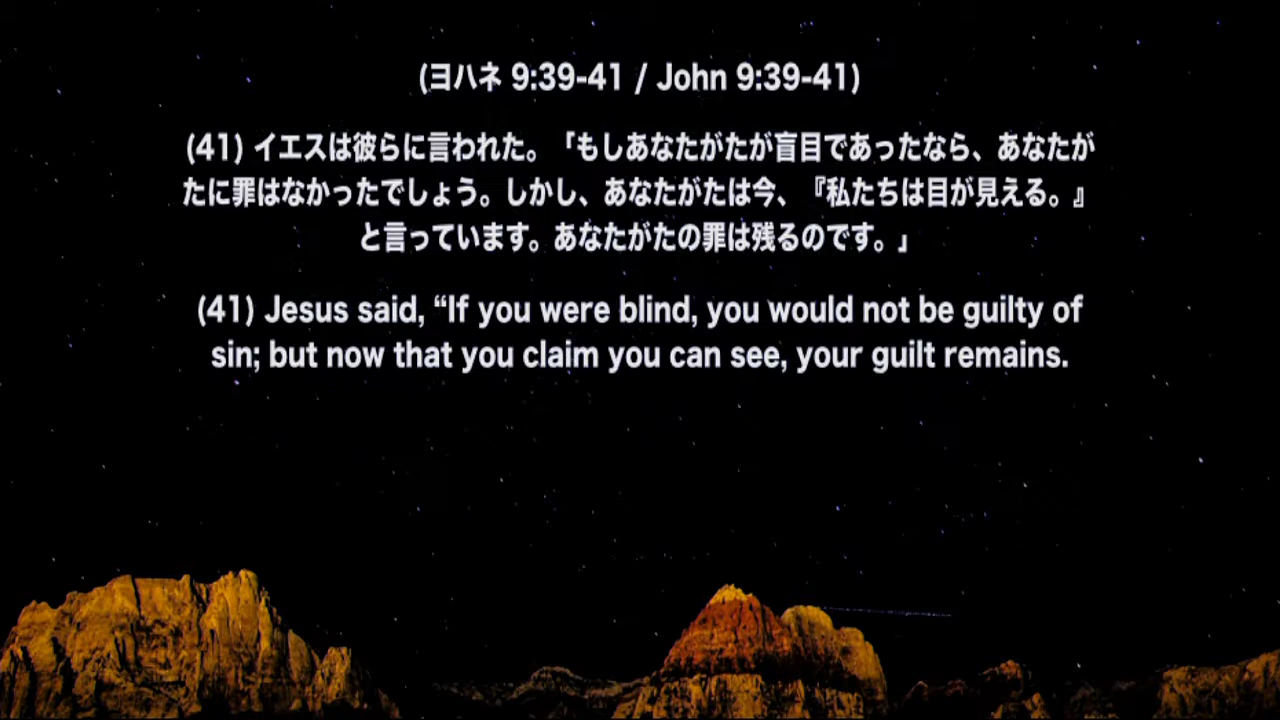 (ヨハネ 9:39-41 / John 9:39-41)
(41) イエスは彼らに言われた。「もしあなたがたが盲目であったなら、あなたが
たに罪はなかったでしょう。しかし、あなたがたは今、『私たちは目が見える。』
と言っています。あなたがたの罪は残るのです。」
(41) Jesus said, “If you were blind, you would not be guilty of
sin; but now that you claim you can see, your guilt remains.